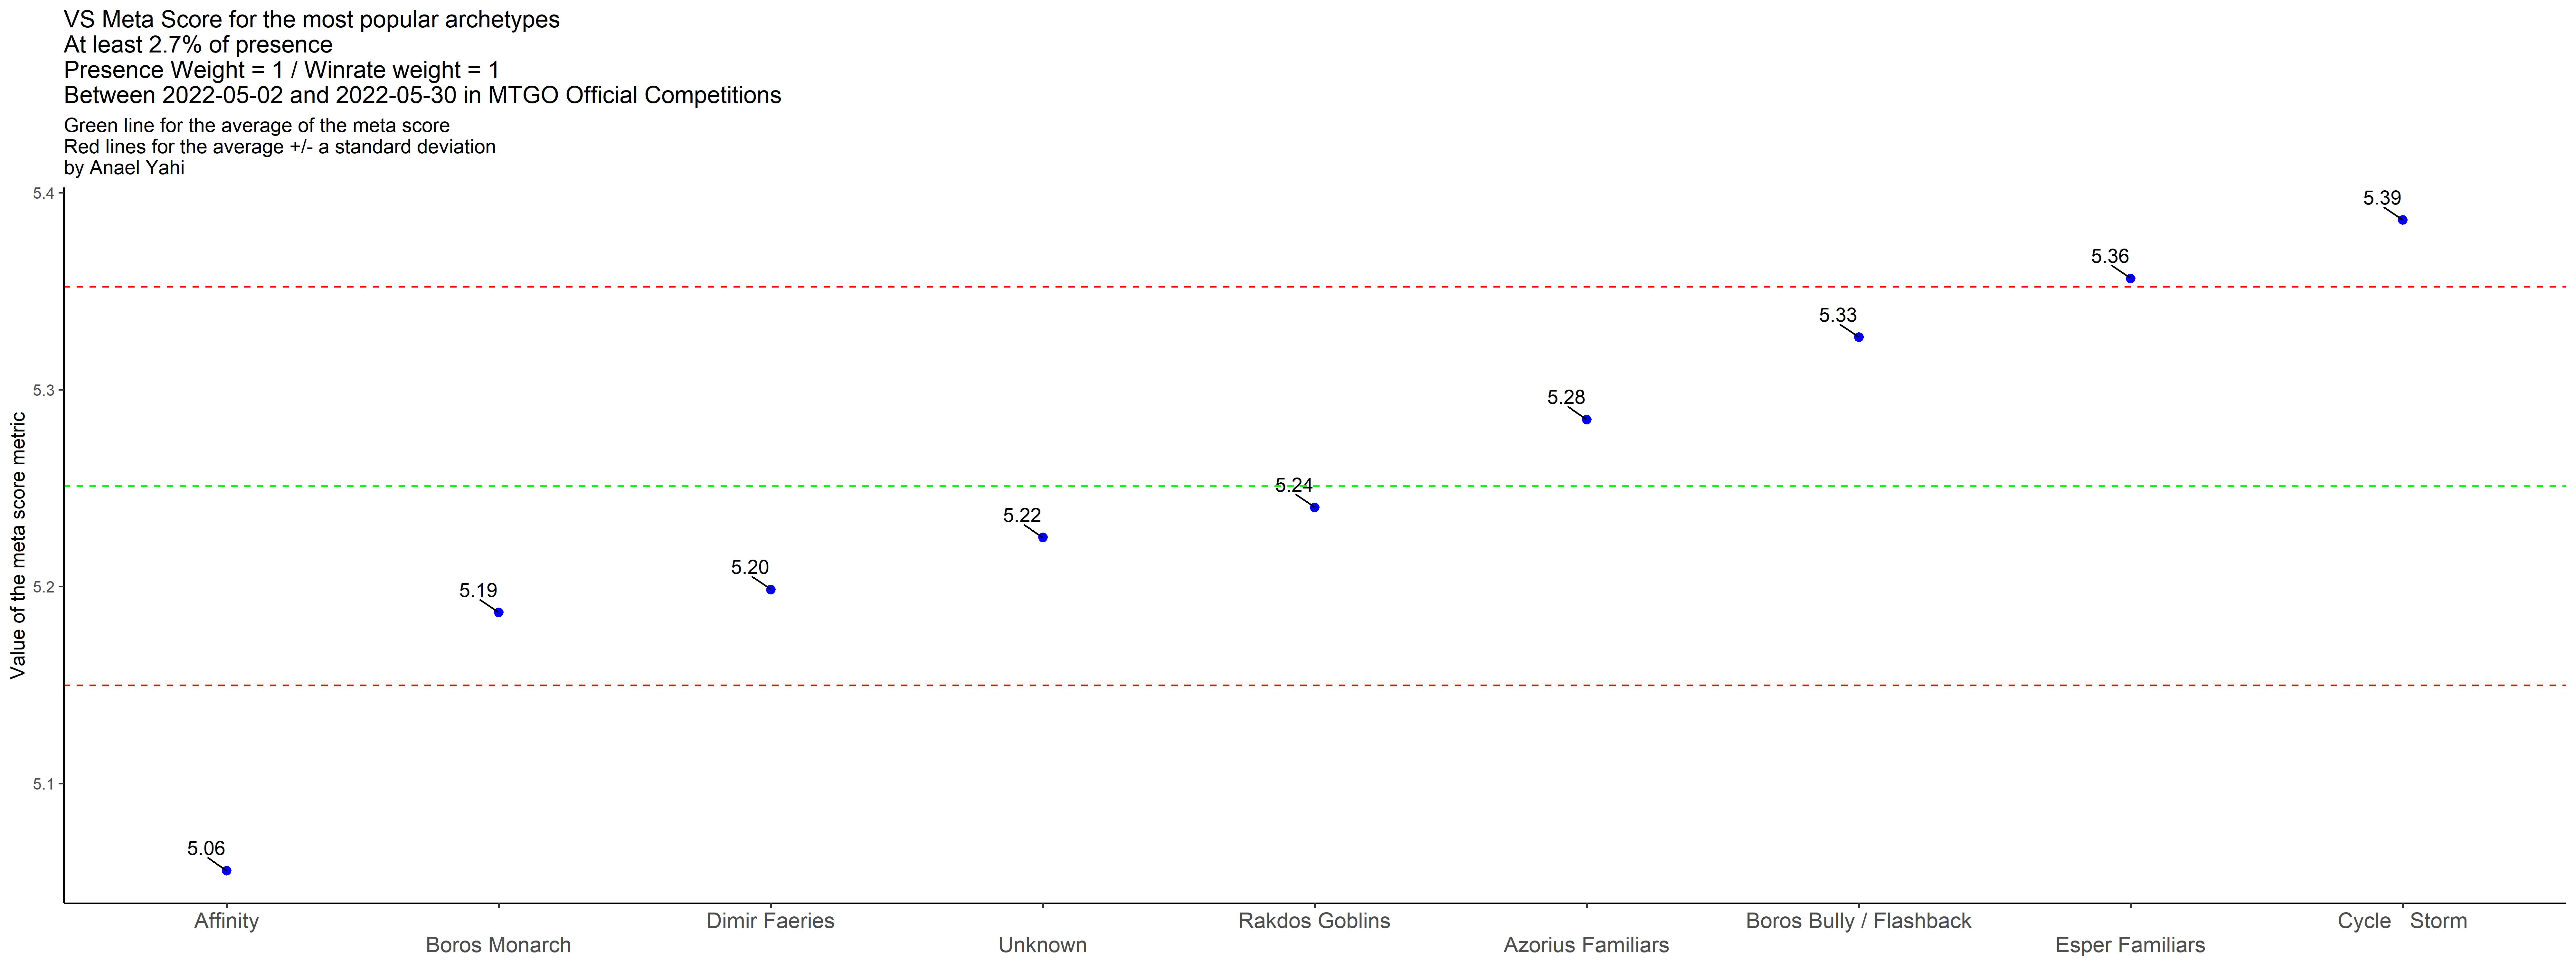 VS Meta Score for the most popular archetypes
At least 2.7% of presence
Presence Weight = 1 / Winrate weight = 1
Between 2022-05-02 and 2022-05-30 in MTGO Official Competitions
Green line for the average of the meta score
Red lines for the average +/- a standard deviation
by Anael Yahi
Value of the meta score metric
5.4
5.3
5.2
5.1
5.06
5.19
5.20
5.22
5.24
5.28
5.33
5.36
5.39
Affinity
Boros Monarch
Dimir Faeries
Unknown
Rakdos Goblins
Azorius Familiars
Boros Bully / Flashback
Esper Familiars
Cycle   Storm